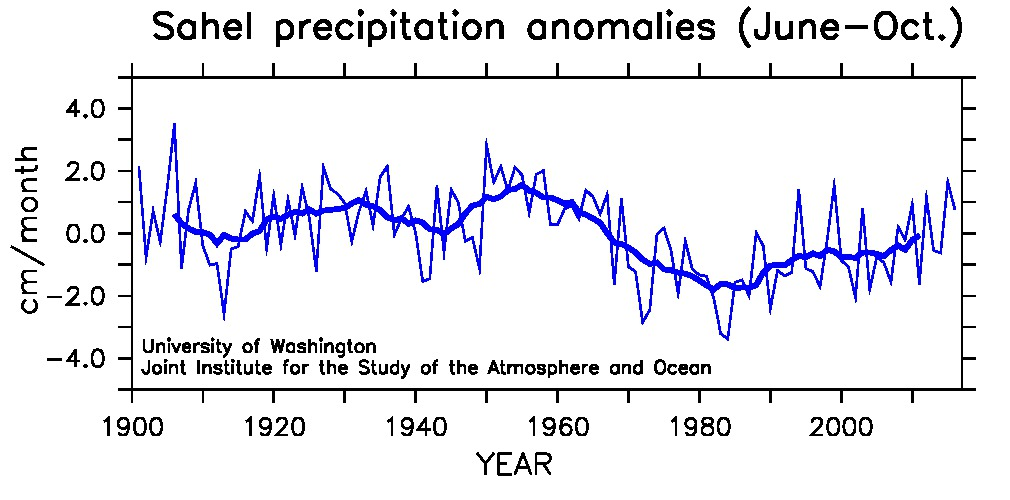 Sahel precipitation anomalies (June−Oct.)
cm/month
4.0
2.0
0.0
−2.0
−4.0
University of Washington
Joint Institute for the Study of the Atmosphere and Ocean
1900 1920 1940 1960 1980 2000
YEAR